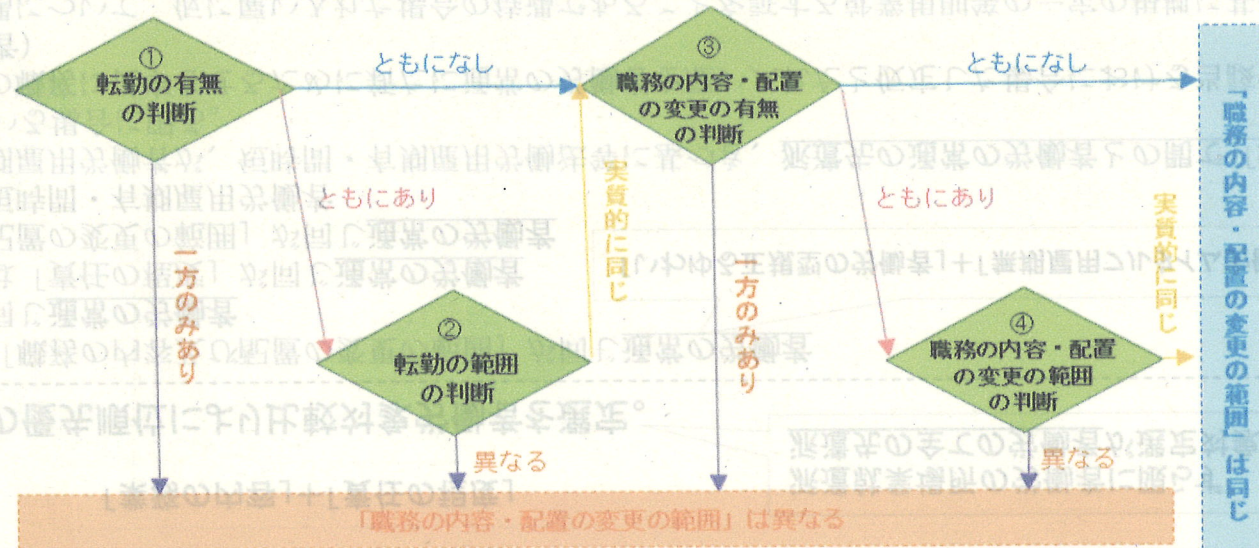 ①
転勤の有無
の判断
ともになし
③
職務の内容・配置
の変更の有無
の判断
ともになし
ともにあり
実質的に同じ
ともにあり
実質的に同じ
一方のみあり
一方のみあり
②
転勤の範囲
の判断
④
職務の内容・配置
の変更の範囲
の判断
異なる
異なる
「職務の内容・配置の変更の範囲」は異なる
「職務の内容・配置の変更の範囲」は同じ